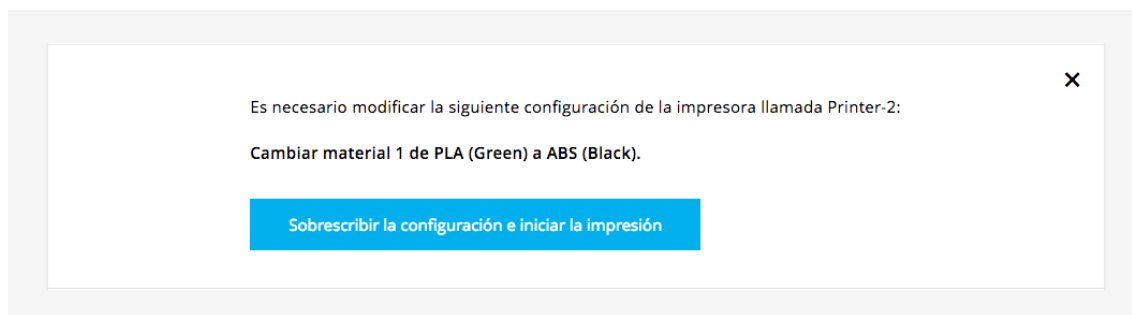 Es necesario modificar la siguiente configuración de la impresora llamada Printer-2:
Cambiar material 1 de PLA (Green) a ABS (Black).
Sobrescribir la configuración e iniciar la impresión